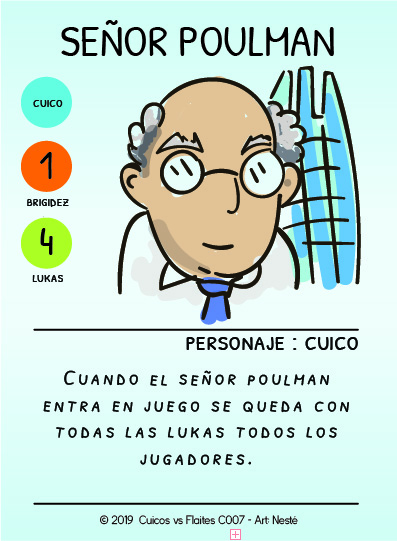 SEÑOR POULMAN
CUICO
1
BRIGIDEZ
4
LUKAS
PERSONAJE : CUICO
CUANDO EL SEÑOR POULMAN
ENTRA EN JUEGO SE QUEDA CON
TODAS LAS LUKAS TODOS LOS
JUGADORES.
© 2019 Cuicos vs Flaites C007 - Art: Nesté